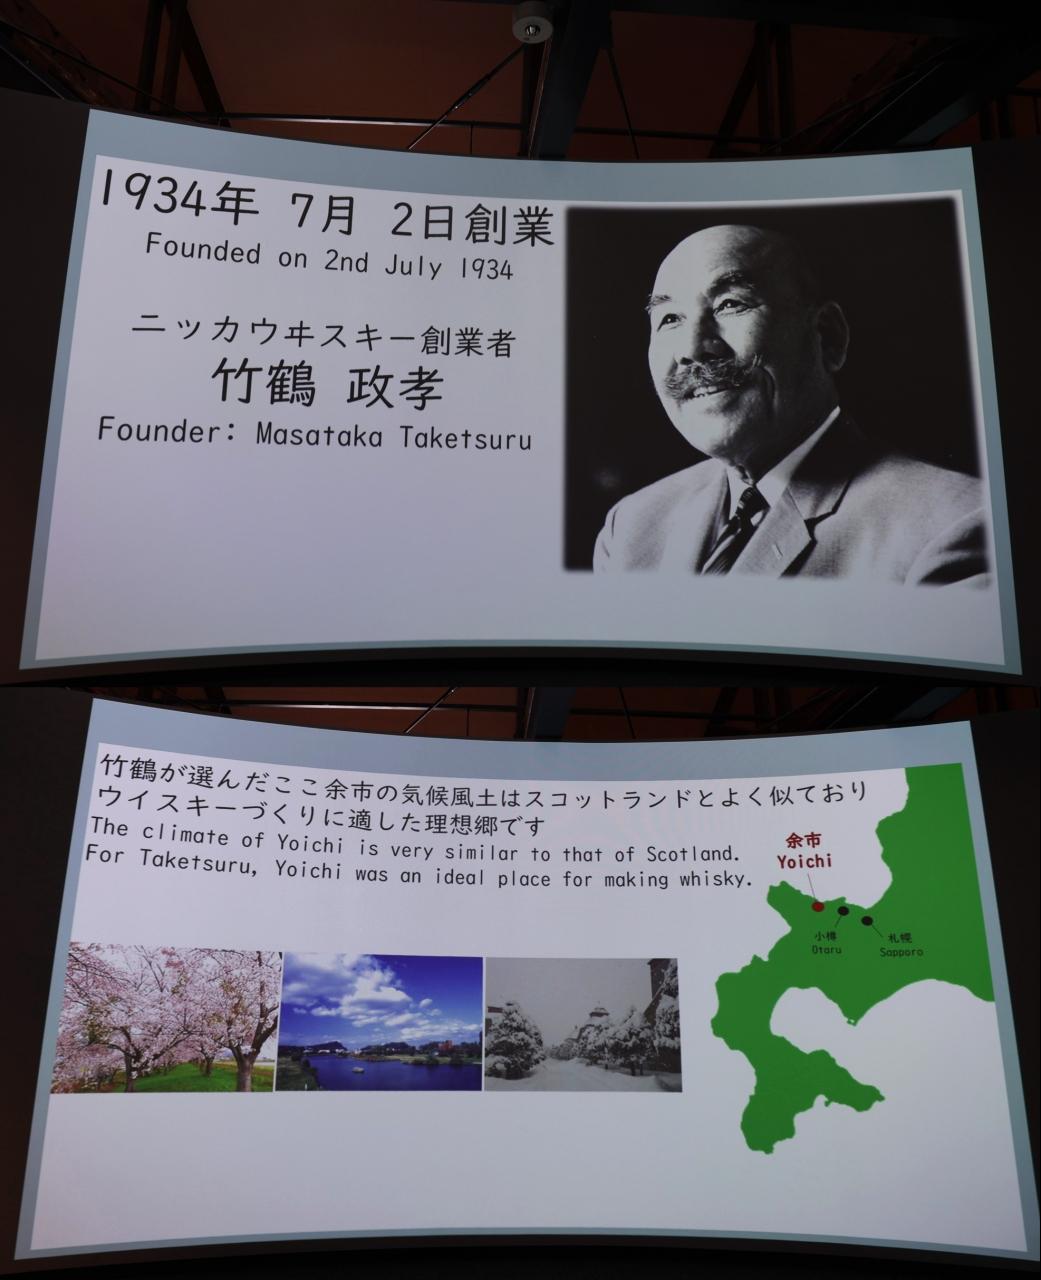 1934年 7月 2日創業
Founded on 2nd July 1934
ニッカウヰスキー創業者
竹鶴 政孝
Founder: Masataka Taketsuru
竹鶴が選んだここ余市の気候風土はスコットランドとよく似ており
ウイスキーづくりに適した理想郷です
The climate of Yoichi is very similar to that of Scotland.
For Taketsuru, Yoichi was an ideal place for making whisky.
余市
Yoichi
小樽
Otaru
札幌
Sapporo